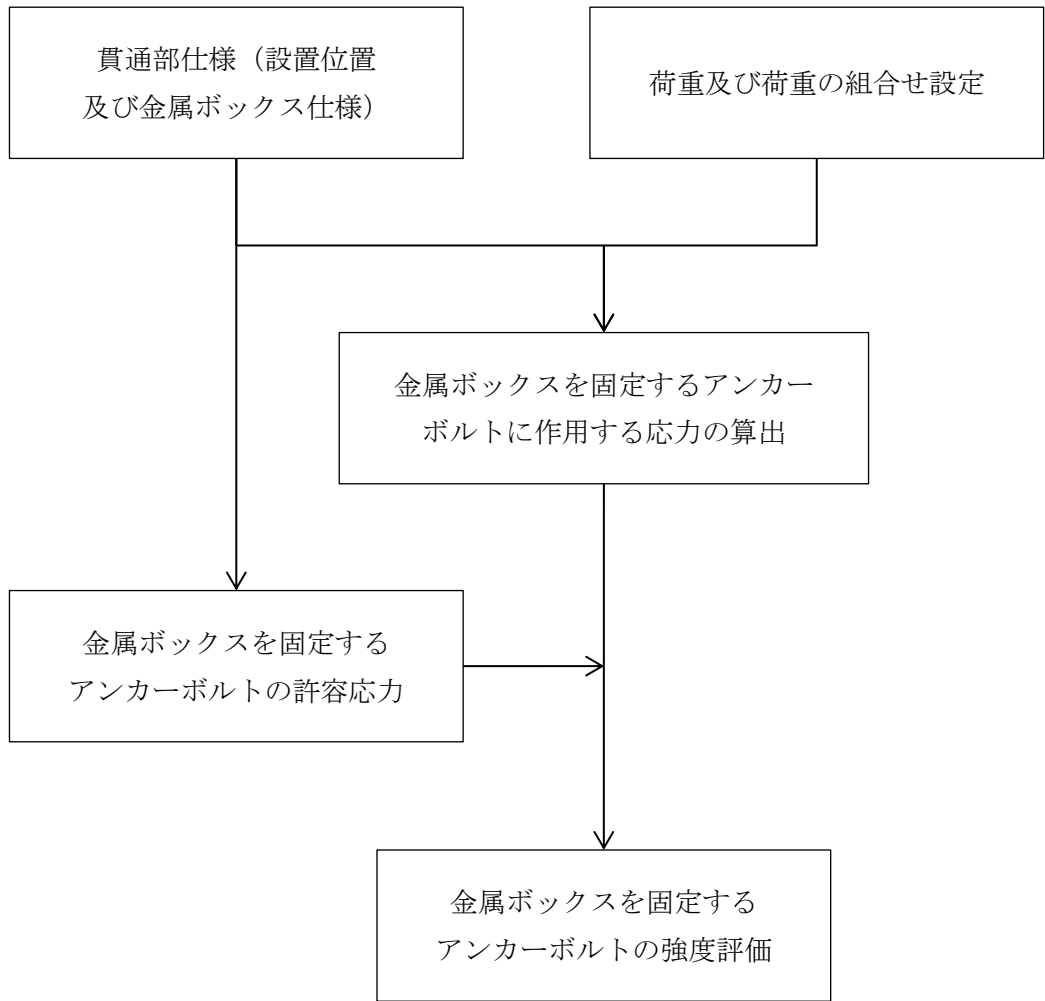 貫通部仕様（設置位置
及び金属ボックス仕様）
荷重及び荷重の組合せ設定
金属ボックスを固定するアンカー
ボルトに作用する応力の算出
金属ボックスを固定する
アンカーボルトの許容応力
金属ボックスを固定する
アンカーボルトの強度評価